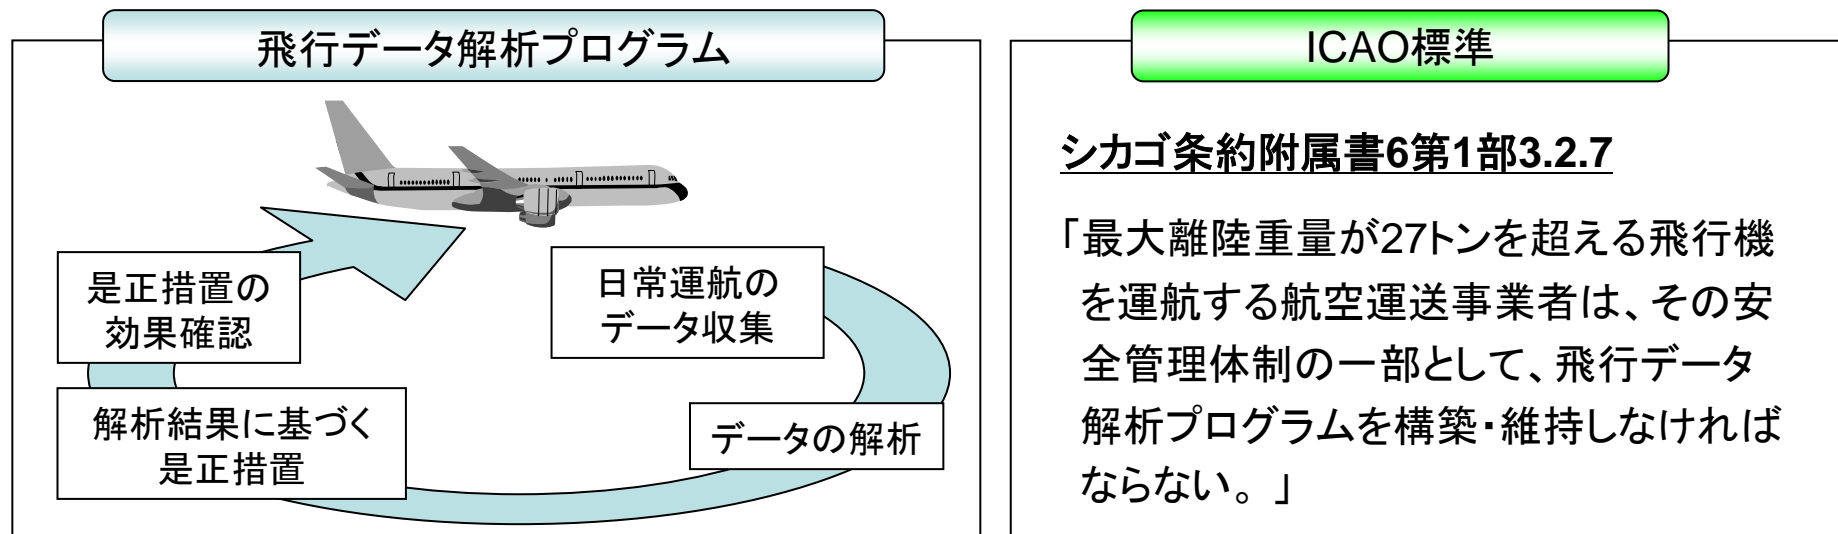 飛行データ解析プログラム
日常運航の
データ収集
データの解析
解析結果に基づく
是正措置
是正措置の
効果確認
ICAO標準
シカゴ条約附属書6第1部3.2.7
「最大離陸重量が27トンを超える飛行機
を運航する航空運送事業者は、その安
全管理体制の一部として、飛行データ
解析プログラムを構築・維持しなければ
ならない。」